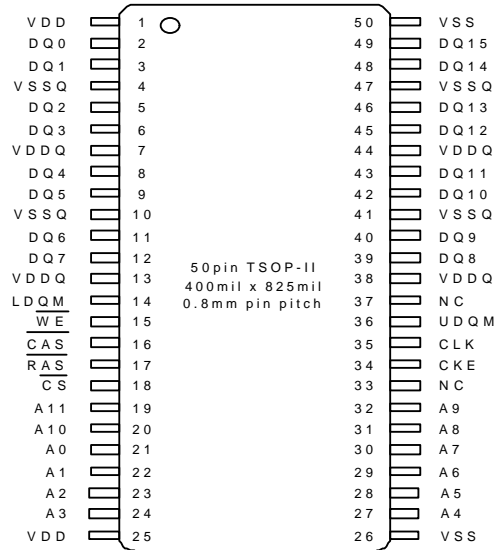 VDD 1 50 VSS
DQ0 2 49 DQ15
DQ1 3 48 DQ14
VSSQ 4 47 VSSQ
DQ2 5 46 DQ13
DQ3 6 45 DQ12
VDDQ 7 44 VDDQ
DQ4 8 43 DQ11
DQ5 9 42 DQ10
VSSQ 10 41 VSSQ
DQ6 11 40 DQ9
DQ7 12 39 DQ8
50pin TSOP-II
VDDQ 13 38 VDDQ
400mil x 825mil
LDQM 14 37 NC
0.8mm pin pitch
WE 15 36 UDQM
CAS 16 35 CLK
RAS 17 34 CKE
CS 18 33 NC
A11 19 32 A9
A10 20 31 A8
A0 21 30 A7
A1 22 29 A6
A2 23 28 A5
A3 24 27 A4
VDD 25 26 VSS